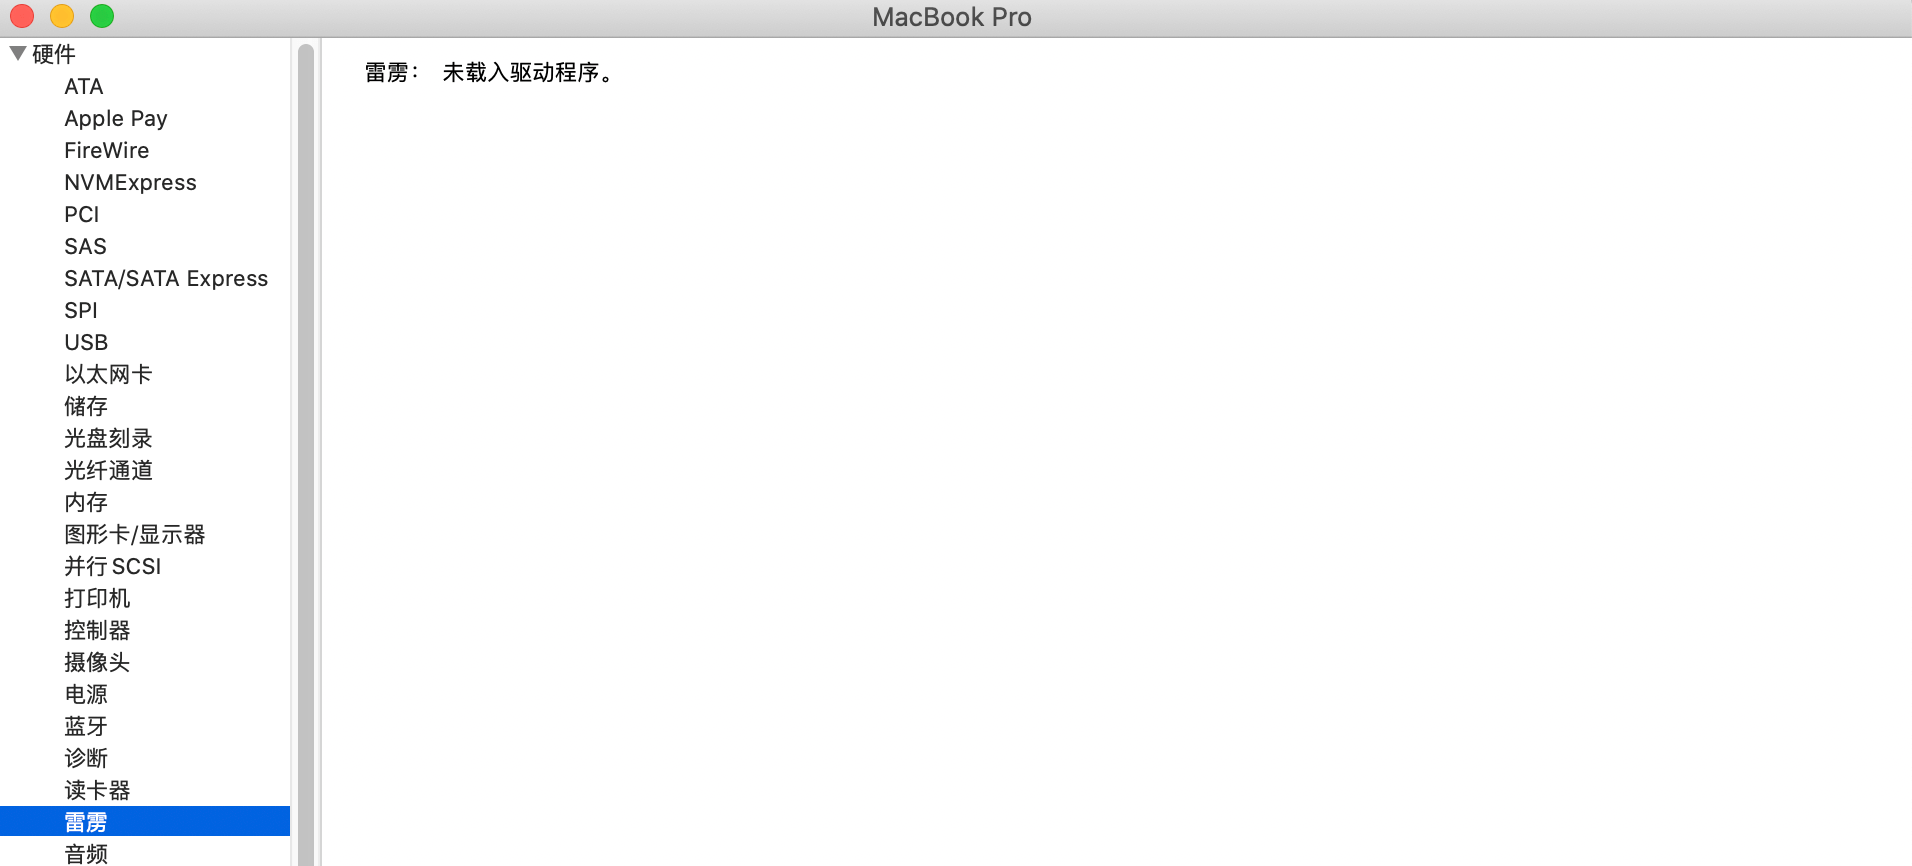 MacBook Pro
硬件
ATA
Apple Pay
FireWire
NVMExpress
PCI
SAS
SATA/SATA Express
SPI
USB
以太网卡
储存
光盘刻录
光纤通道
内存
图形卡/显示器
并行 SCSI
打印机
控制器
摄像头
电源
蓝牙
诊断
读卡器
雷雳
音频
雷雳： 未载入驱动程序。